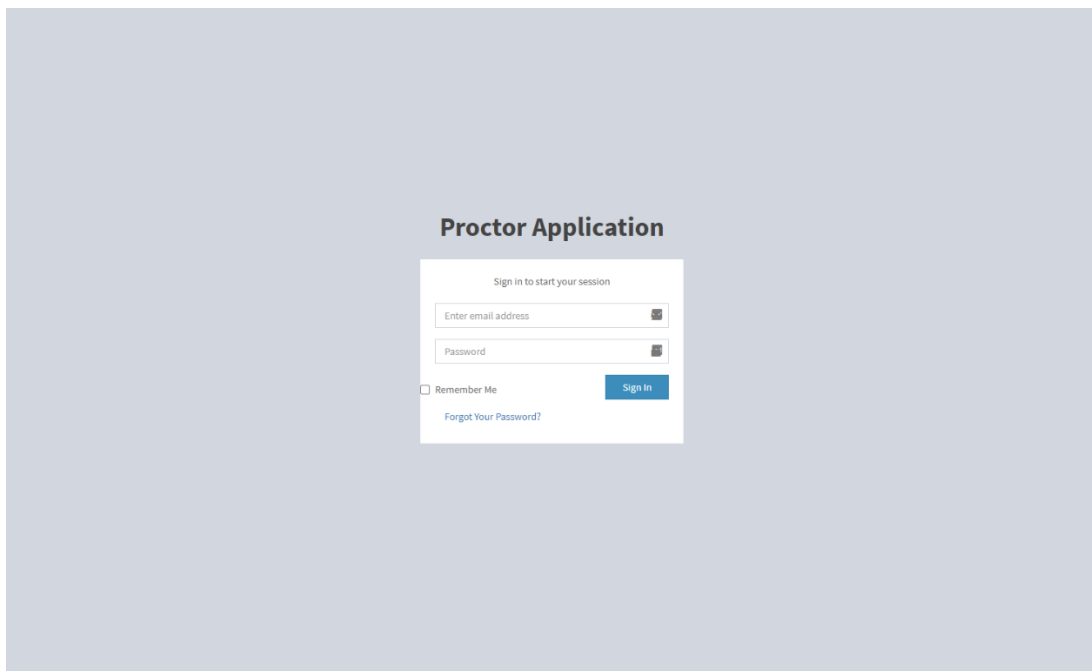 Proctor Application
Sign in to start your session
Enter email address
Password
Remember Me
Sign In
Forgot Your Password?